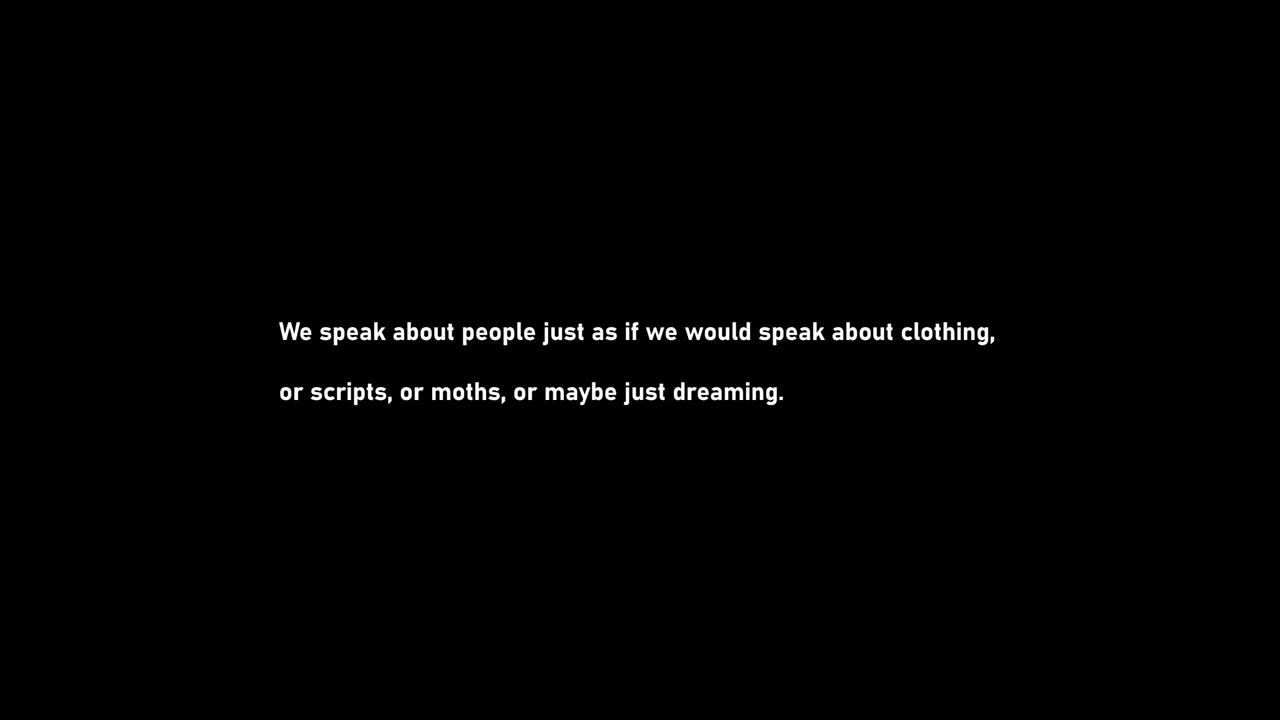 We speak about people just as if we would speak about clothing,
or scripts, or moths, or maybe just dreaming.